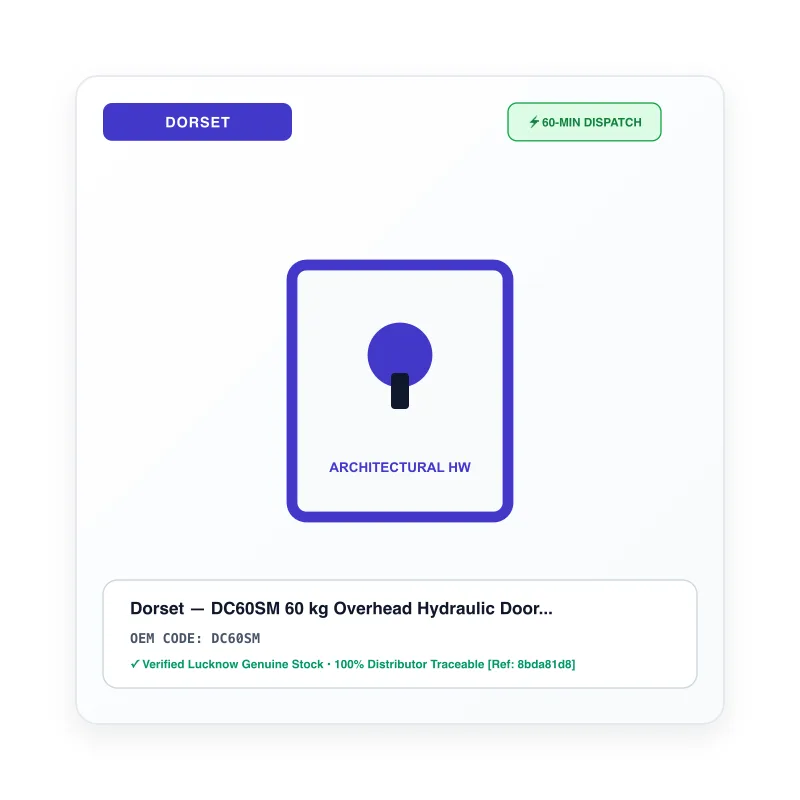 DORSET
⚡ 60-MIN DISPATCH
ARCHITECTURAL HW
Dorset — DC60SM 60 kg Overhead Hydraulic Door...
OEM CODE: DC60SM
✓ Verified Lucknow Genuine Stock · 100% Distributor Traceable [Ref: 8bda81d8]